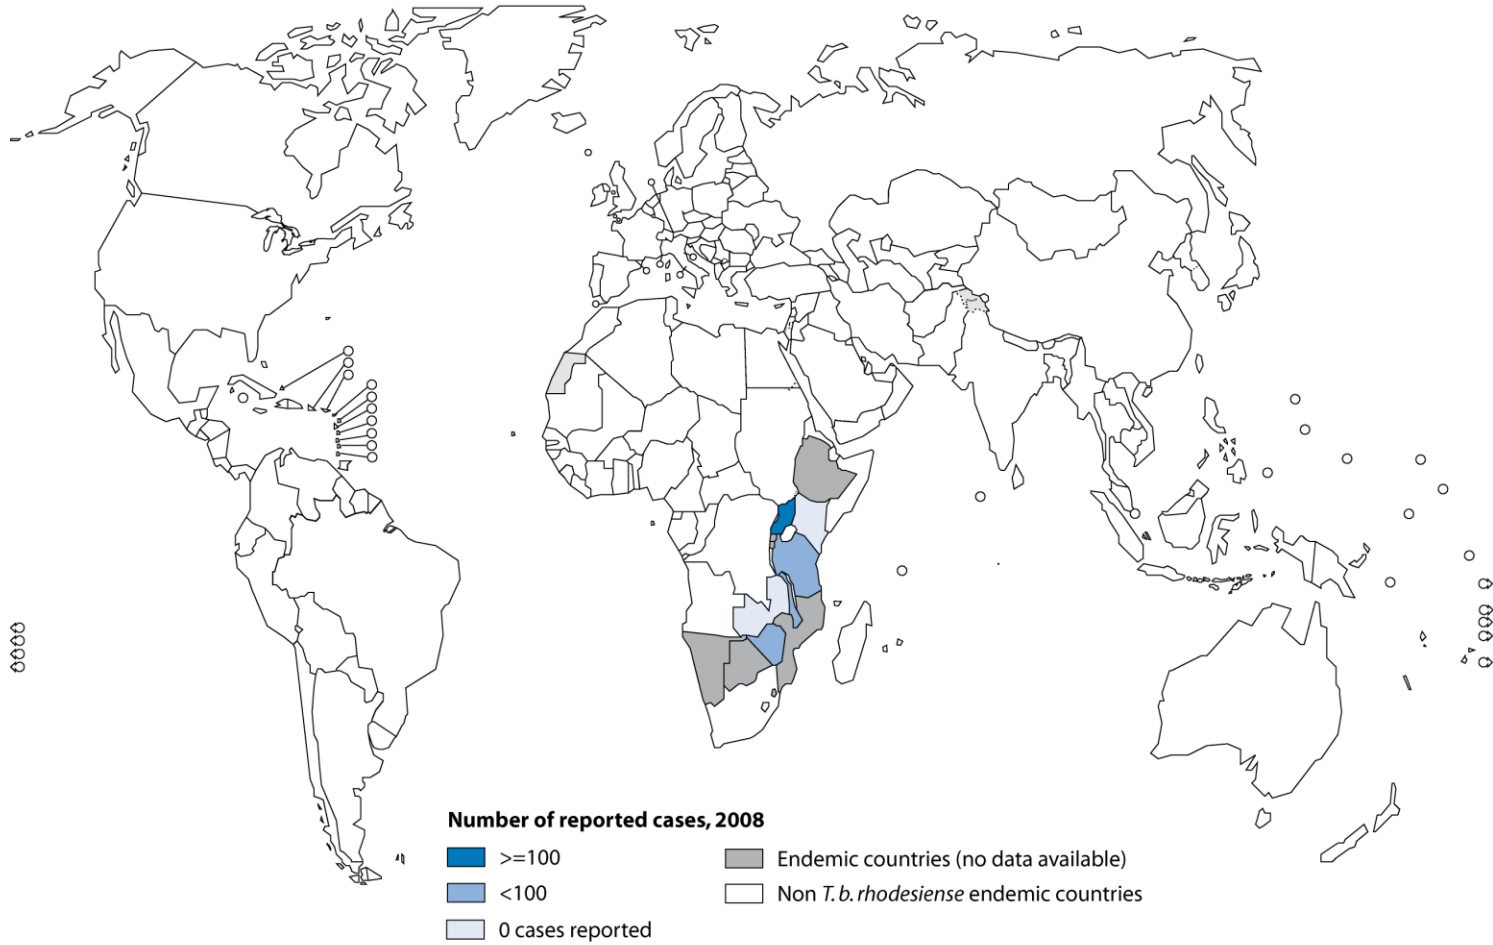 Number of reported cases, 2008
>=100
<100
0 cases reported
Endemic countries (no data available)
Non T. b. rhodesiense endemic countries